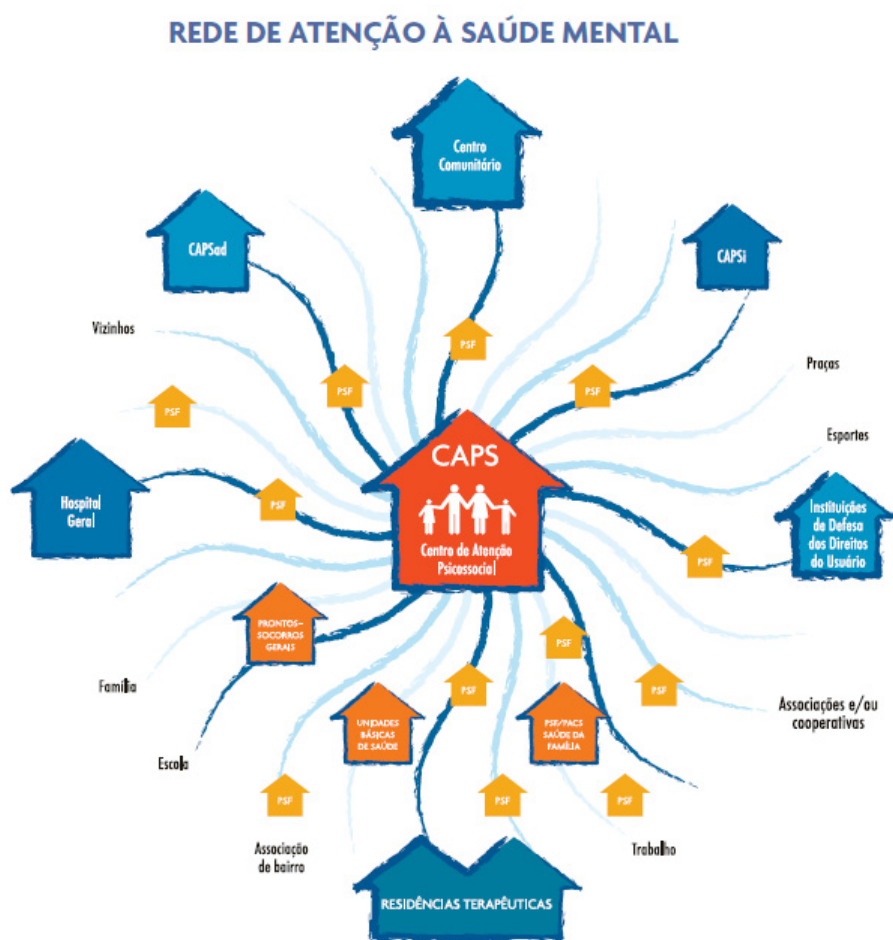 REDE DE ATENÇÃO À SAÚDE MENTAL
Centro
Comunitário
CAPSad
CAPSi
Vizinhos
PSF
PSF
PSF
Praças
PSF
Esportes
CAPS
Hospital
Geral
PSF
Centro de Atenção
Psicossocial
Instituições
de Defesa
dos Direitos
do Usuário
PSF
PRONTOS-
SOCORROS
GERAIS
PSF
Família
PSF
PSF
Associações e/ou
cooperativas
UNIDADES
BÁSICAS
DE SAÚDE
PSF/PACS
SAÚDE DA
FAMÍLIA
Escola
PSF
PSF
PSF
Associação
de bairro
Trabalho
RESIDÊNCIAS TERAPÊUTICAS